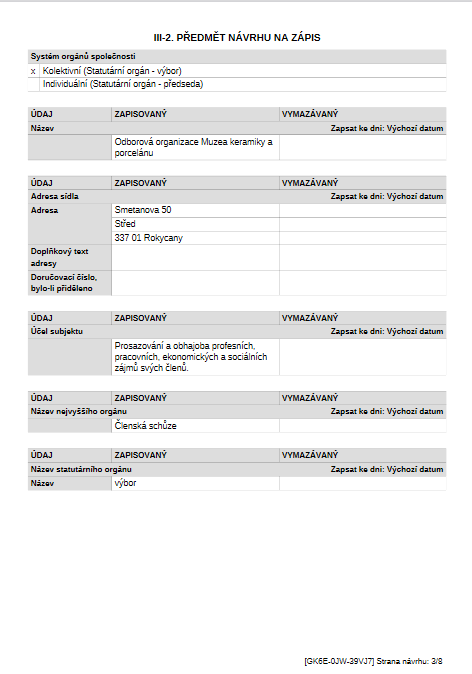 III-2. PŘEDMĚT NÁVRHU NA ZÁPIS
Systém orgánů společnosti
x Kolektivní (Statutární orgán - výbor)
Individuální (Statutární orgán - předseda)
ÚDAJ ZAPISOVANÝ VYMAZÁVANÝ
Název Zapsat ke dni: Výchozí datum
Odborová organizace Muzea keramiky a
porcelánu
ÚDAJ ZAPISOVANÝ VYMAZÁVANÝ
Adresa sídla Zapsat ke dni: Výchozí datum
Adresa Smetanova 50
Střed
337 01 Rokycany
Doplňkový text
adresy
Doručovací číslo,
bylo-li přiděleno
ÚDAJ ZAPISOVANÝ VYMAZÁVANÝ
Účel subjektu Zapsat ke dni: Výchozí datum
Prosazování a obhajoba profesních,
pracovních, ekonomických a sociálních
zájmů svých členů.
ÚDAJ ZAPISOVANÝ VYMAZÁVANÝ
Název nejvyššího orgánu Zapsat ke dni: Výchozí datum
Členská schůze
ÚDAJ ZAPISOVANÝ VYMAZÁVANÝ
Název statutárního orgánu Zapsat ke dni: Výchozí datum
Název výbor
[GK6E-0JW-39VJ7] Strana návrhu: 3/8